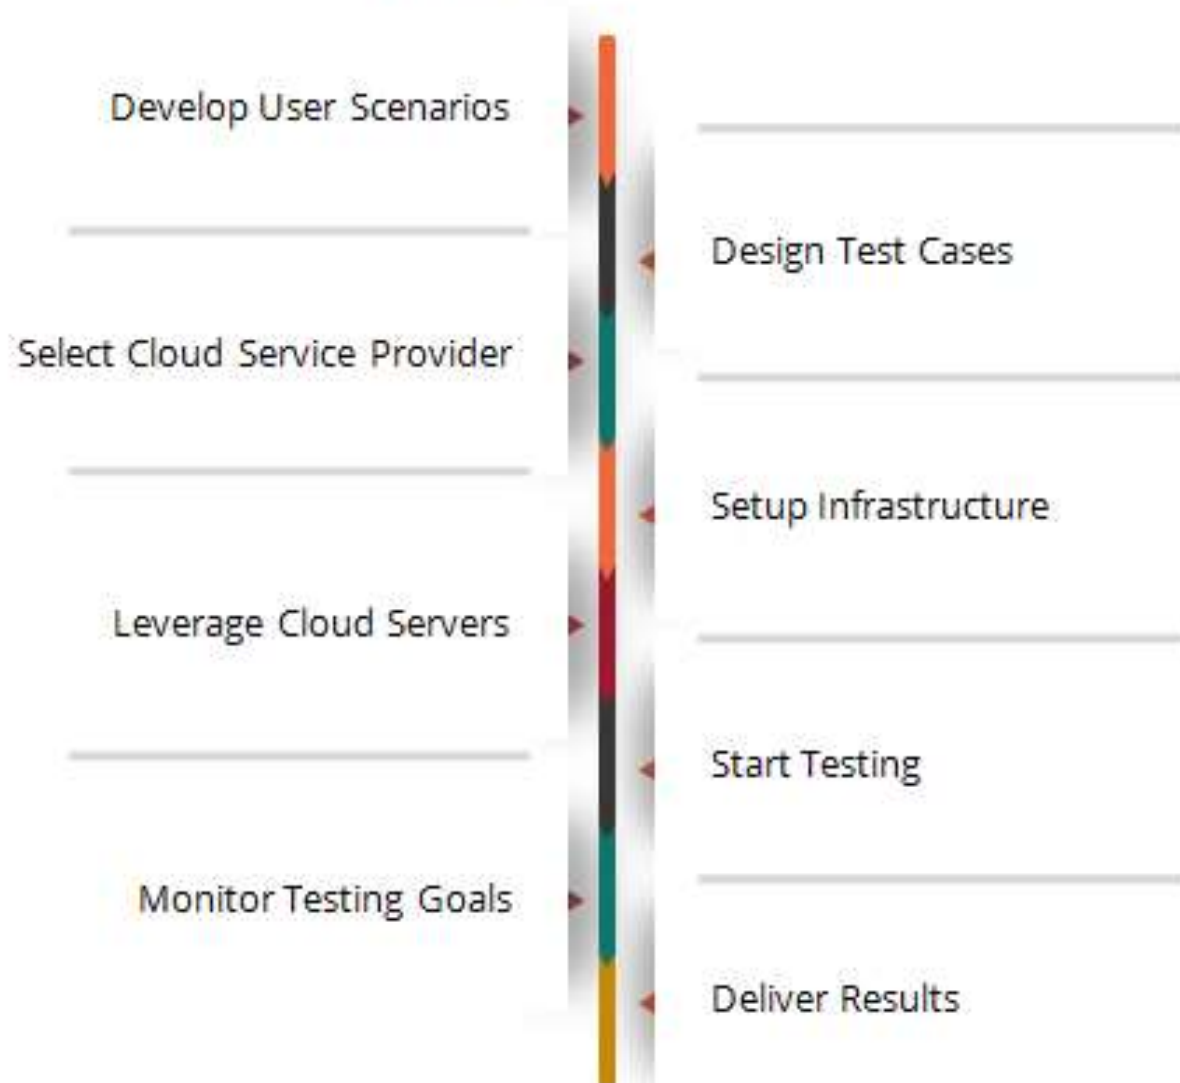 Develop User Scenarios
Design Test Cases
Select Cloud Service Provider
Setup Infrastructure
Leverage Cloud Servers
Start Testing
Monitor Testing Goals
Deliver Results